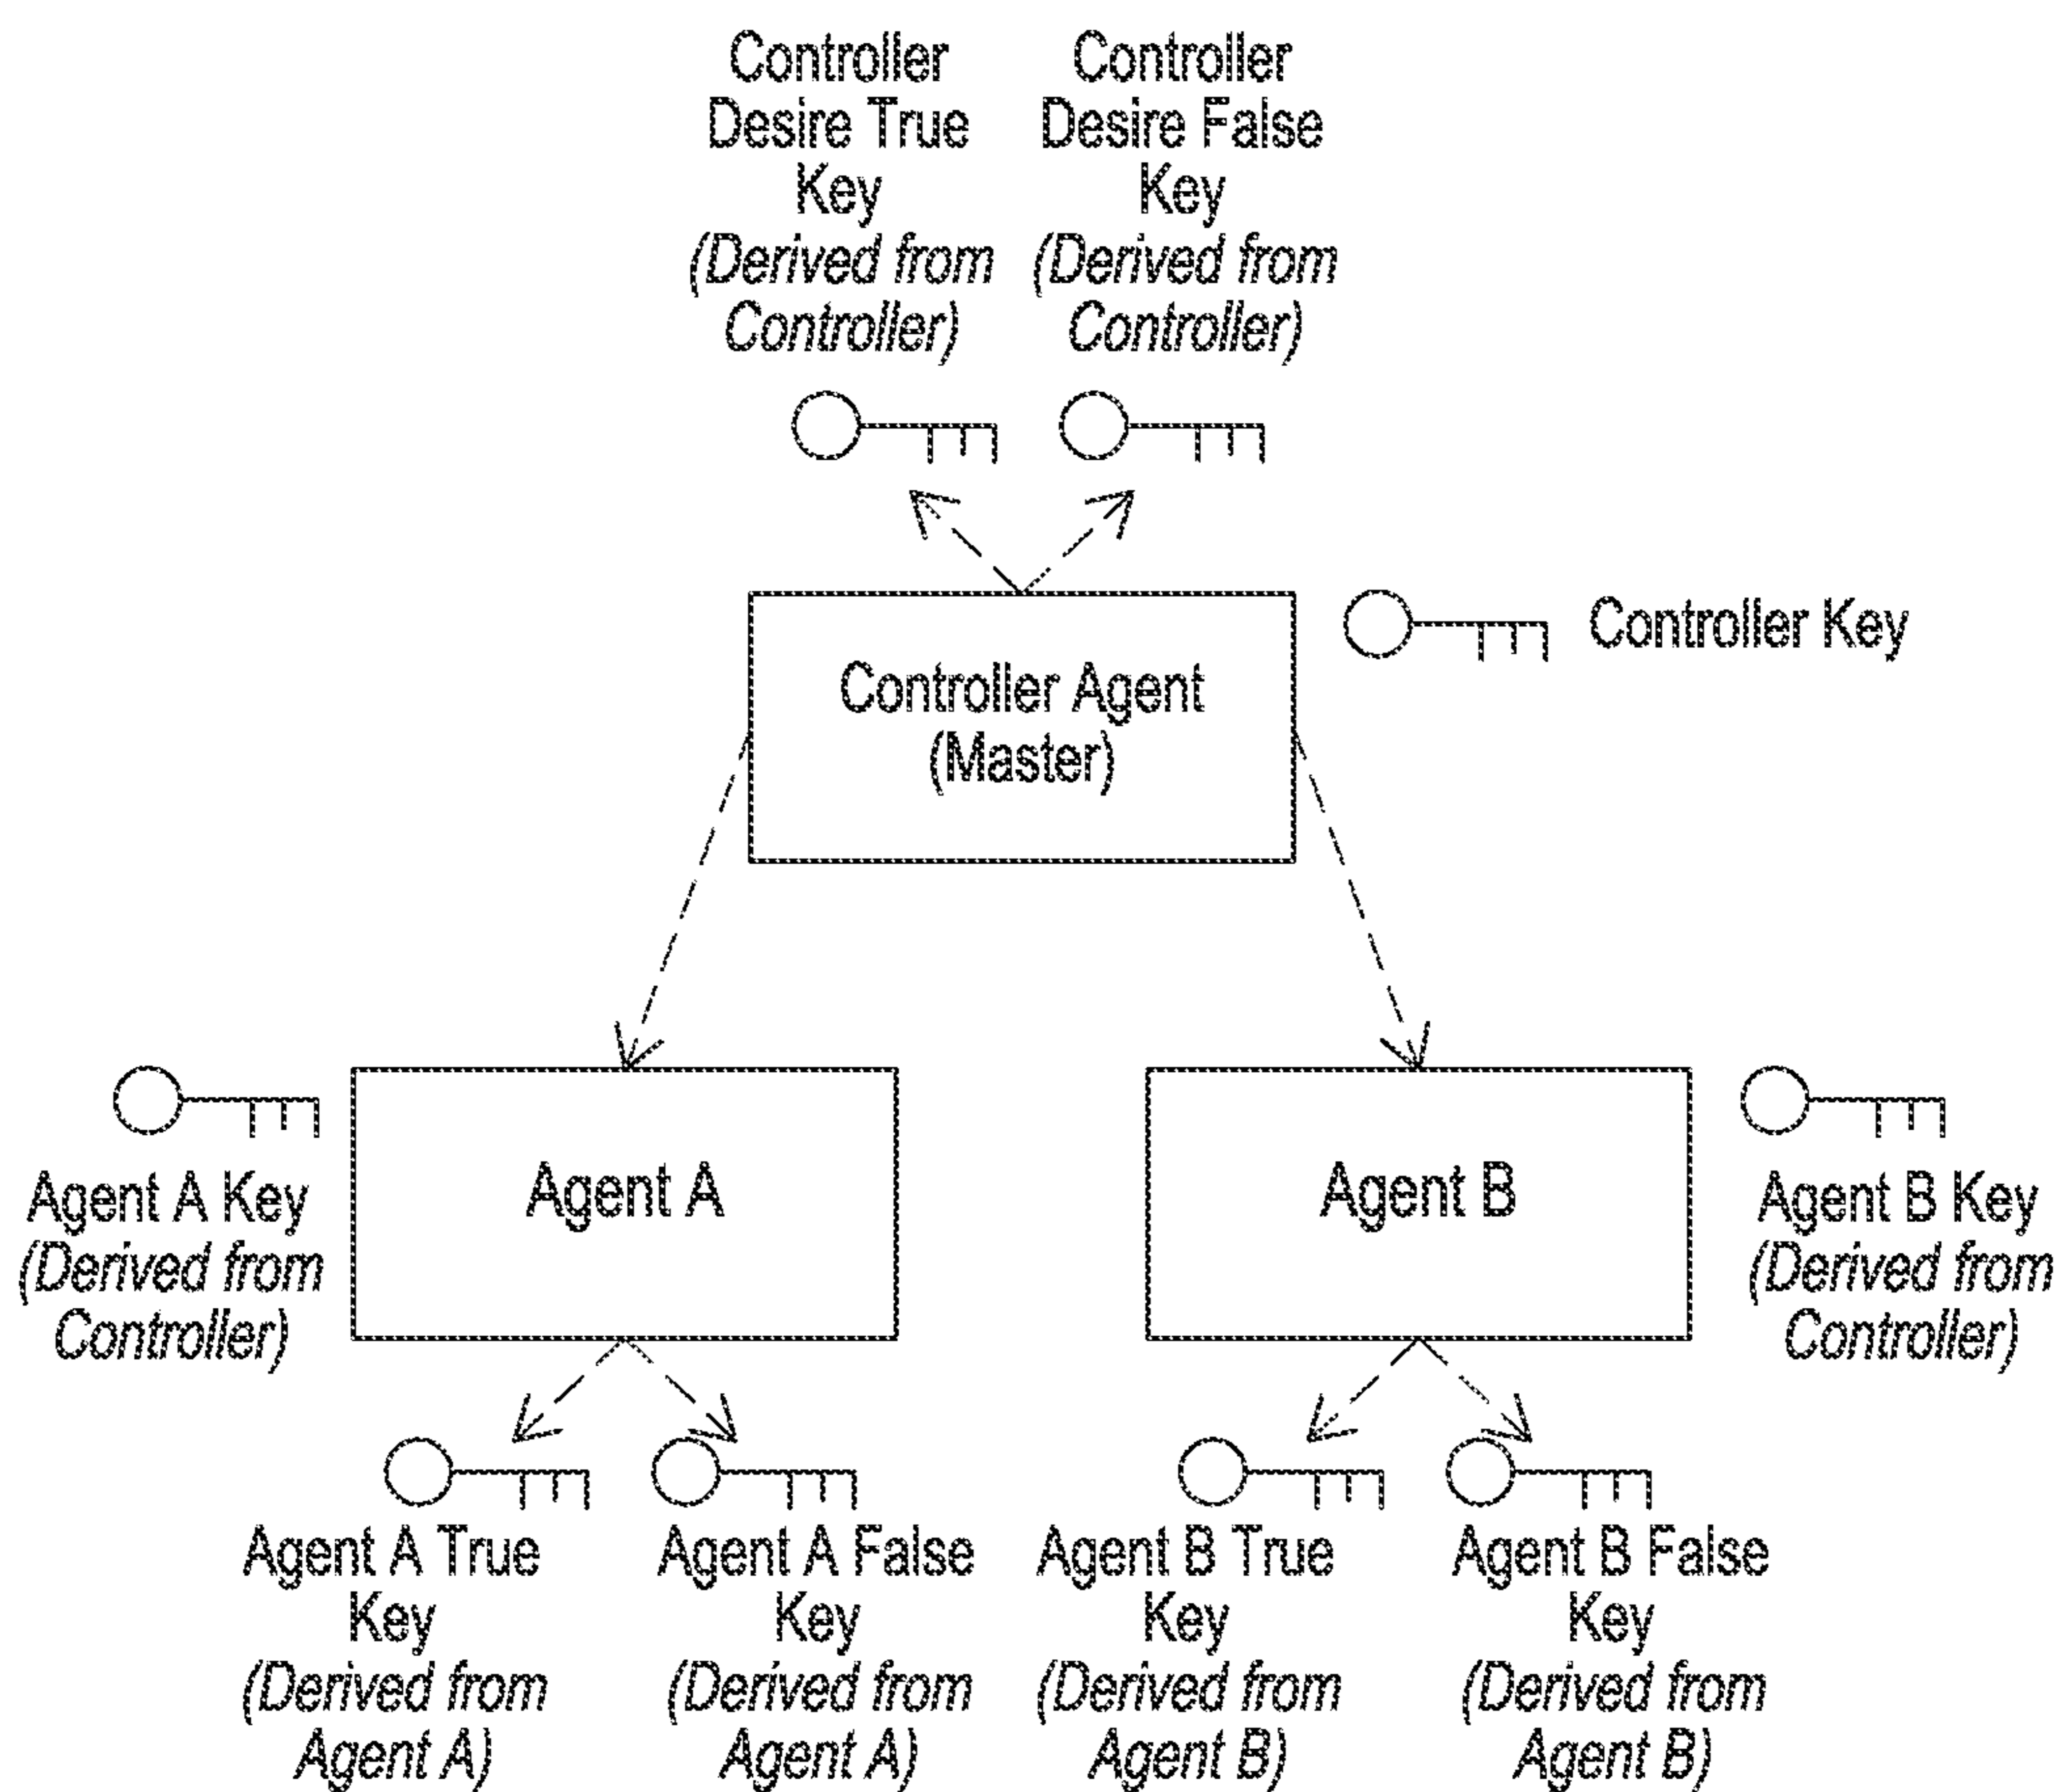 Controller
Desire True
Key
(Derived from
Controller)
Controller
Desire False
Key
(Derived from
Controller)
Controller Key
Controller Agent
(Master)
Agent A Key
(Derived from
Controller)
Agent A
Agent B
Agent B Key
(Derived from
Controller)
Agent A True
Key
(Derived from
Agent A)
Agent A False
Key
(Derived from
Agent A)
Agent B True
Key
(Derived from
Agent B)
Agent B False
Key
(Derived from
Agent B)